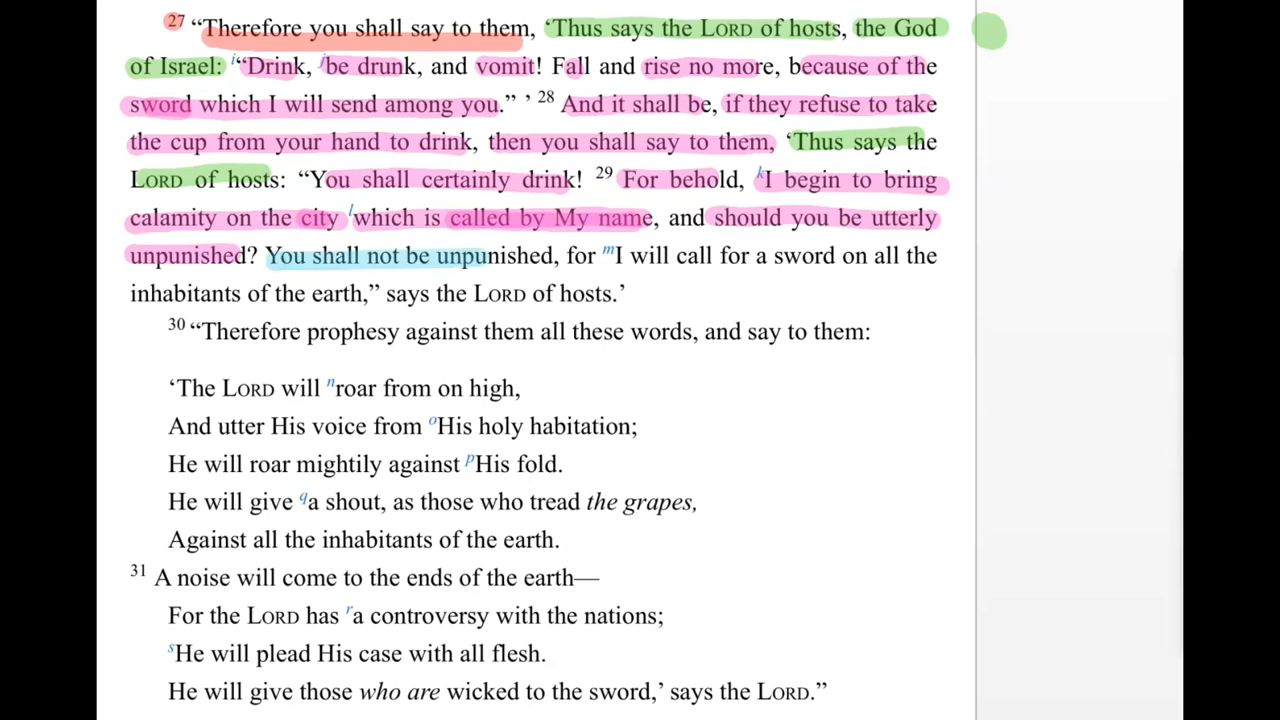 27 “Therefore you shall say to them, ‘Thus says the LORD of hosts, the God
of Israel: i“Drink, jbe drunk, and vomit! Fall and rise no more, because of the
sword which I will send among you.” ’ 28 And it shall be, if they refuse to take
the cup from your hand to drink, then you shall say to them, ‘Thus says the
LORD of hosts: “You shall certainly drink! 29 For behold, kI begin to bring
calamity on the city lwhich is called by My name, and should you be utterly
unpunished? You shall not be unpunished, for mI will call for a sword on all the
inhabitants of the earth,” says the LORD of hosts.’
30 “Therefore prophesy against them all these words, and say to them:
‘The LORD will nroar from on high,
And utter His voice from oHis holy habitation;
He will roar mightily against pHis fold.
He will give qa shout, as those who tread the grapes,
Against all the inhabitants of the earth.
31 A noise will come to the ends of the earth—
For the LORD has ra controversy with the nations;
sHe will plead His case with all flesh.
He will give those who are wicked to the sword,’ says the LORD.”